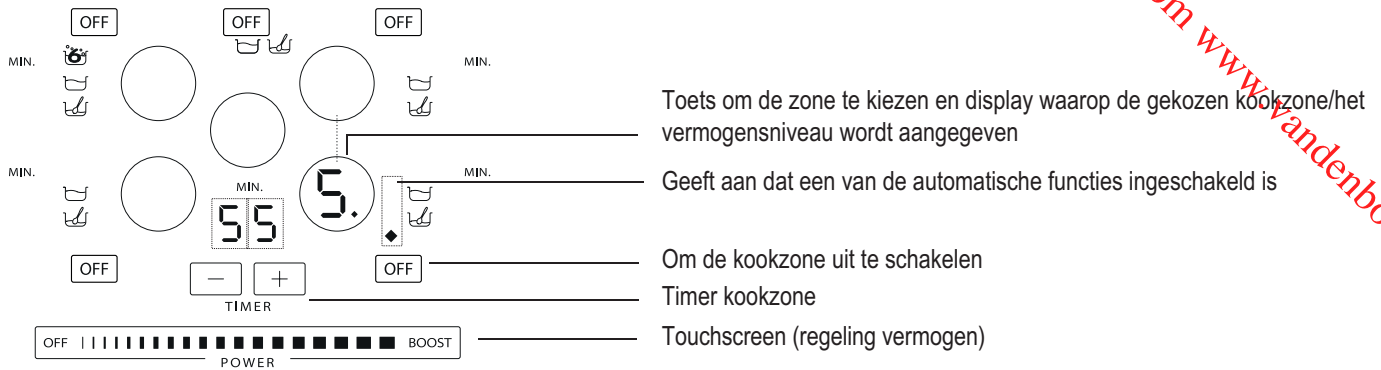 OFF OFF OFF
om www.vandenbo
MIN. 6 MIN.
Toets om de zone te kiezen en display waarop de gekozen kookzone/het
vermogensniveau wordt aangegeven
MIN. MIN. MIN.
Geeft aan dat een van de automatische functies ingeschakeld is
5.
55
Om de kookzone uit te schakelen
OFF − + OFF
TIMER
Timer kookzone
OFF BOOST
Touchscreen (regeling vermogen)
POWER